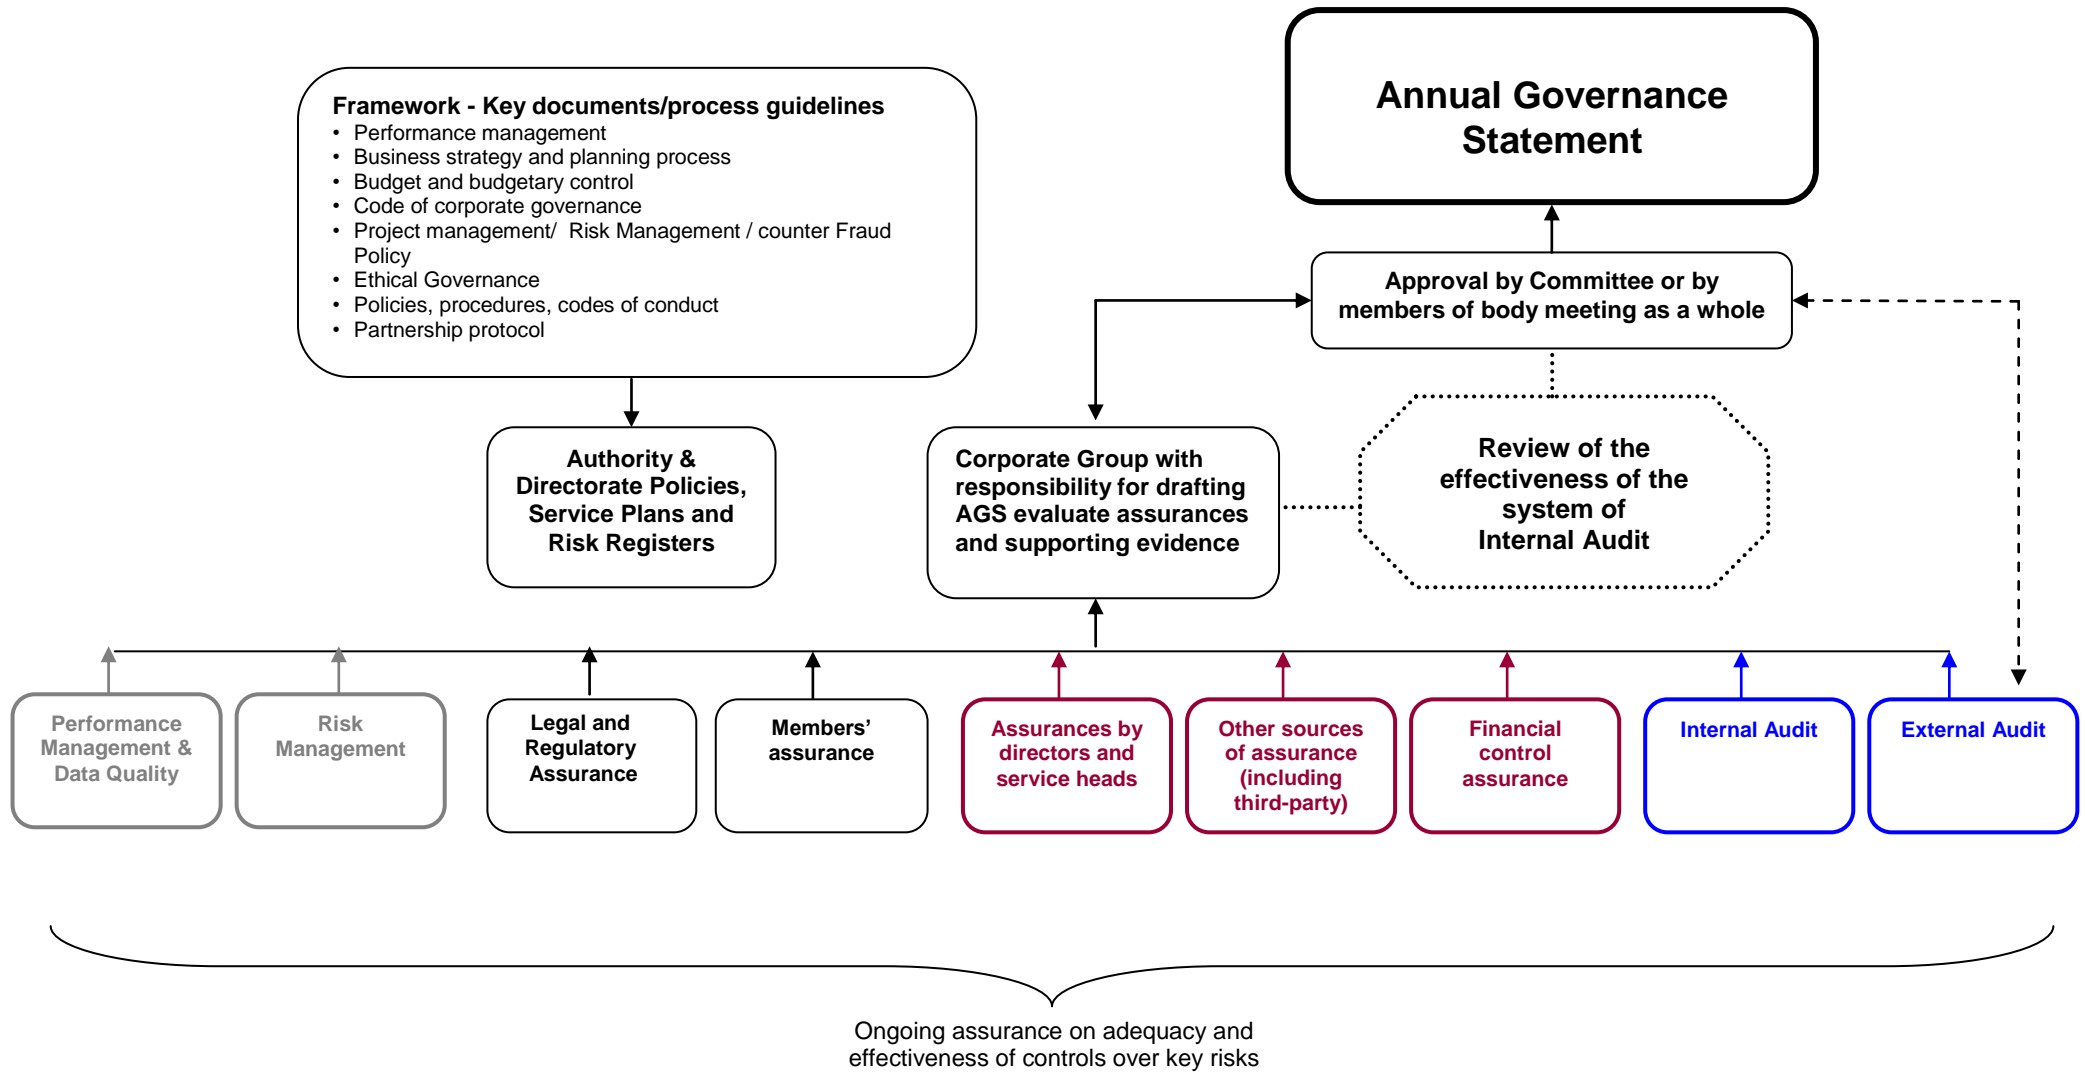 Annual Governance
Statement
Framework - Key documents/process guidelines
• Performance management
• Business strategy and planning process
• Budget and budgetary control
• Code of corporate governance
• Project management/ Risk Management / counter Fraud
Policy
• Ethical Governance
• Policies, procedures, codes of conduct
• Partnership protocol
Approval by Committee or by
members of body meeting as a whole
Authority &
Directorate Policies,
Service Plans and
Risk Registers
Corporate Group with
responsibility for drafting
AGS evaluate assurances
and supporting evidence
Review of the
effectiveness of the
system of
Internal Audit
Performance
Management &
Data Quality
Risk
Management
Legal and
Regulatory
Assurance
Members’
assurance
Assurances by
directors and
service heads
Other sources
of assurance
(including
third-party)
Financial
control
assurance
Internal Audit
External Audit
Ongoing assurance on adequacy and
effectiveness of controls over key risks